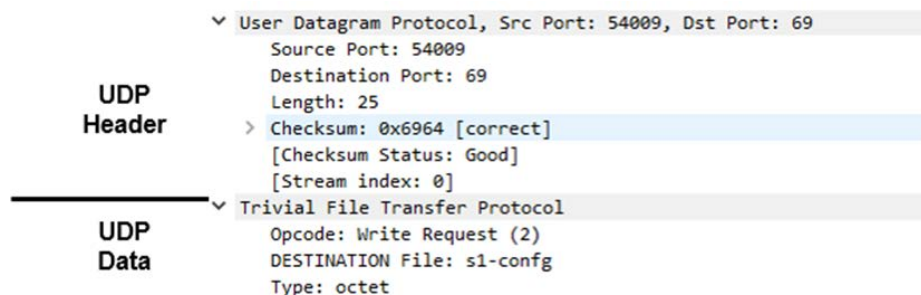 User Datagram Protocol, Src Port: 54009, Dst Port: 69
Source Port: 54009
Destination Port: 69
Length: 25
Checksum: 0x6964 [correct]
[Checksum Status: Good]
[Stream index: 0]
UDP
Header
Trivial File Transfer Protocol
Opcode: Write Request (2)
DESTINATION File: s1-confg
Type: octet
UDP
Data